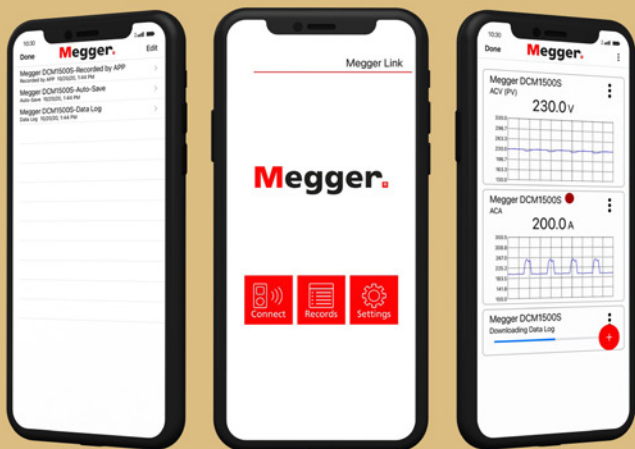 10:30
Done Megger. Edit
Megger DCM1500S-Recorded by APP
Recorded by APP 10/20/20, 1:44 PM
Megger DCM1500S-Auto-Save
Auto-Save 10/20/20, 1:44 PM
Megger DCM1500S-Data Log
Data Log 10/20/20, 1:44 PM
Megger Link
Megger.
Connect Records Settings
10:30
Done Megger.
Megger DCM1500S
ACV (PV)
230.0 V
Megger DCM1500S
ACA
200.0 A
Megger DCM1500S
Downloading Data Log
+